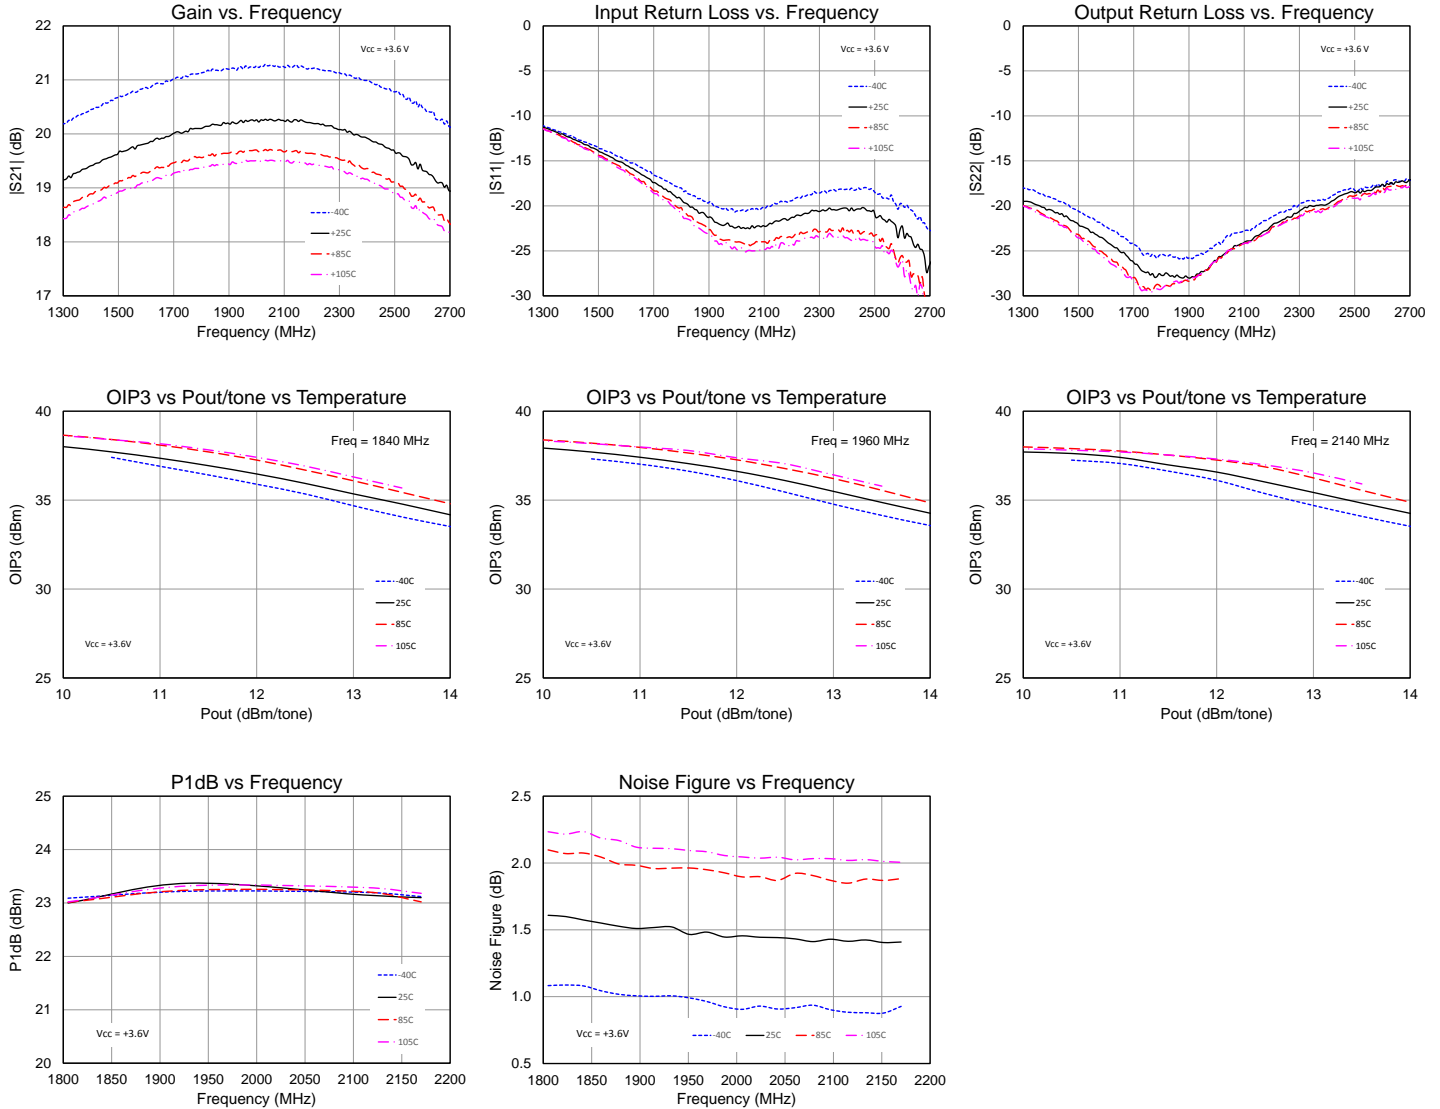 Gain vs. Frequency
22
21
20
19
18
17
|S21| (dB)
Vcc = +3.6 V
-40C
+25C
+85C
+105C
1300 1500 1700 1900 2100 2300 2500 2700
Frequency (MHz)
Input Return Loss vs. Frequency
0
-5
-10
-15
-20
-25
-30
|S11| (dB)
Vcc = +3.6 V
-40C
+25C
+85C
+105C
1300 1500 1700 1900 2100 2300 2500 2700
Frequency (MHz)
Output Return Loss vs. Frequency
0
-5
-10
-15
-20
-25
-30
|S22| (dB)
Vcc = +3.6 V
-40C
+25C
+85C
+105C
1300 1500 1700 1900 2100 2300 2500 2700
Frequency (MHz)
OIP3 vs Pout/tone vs Temperature
40
35
30
25
OIP3 (dBm)
Freq = 1840 MHz
-40C
25C
85C
105C
Vcc = +3.6V
10 11 12 13 14
Pout (dBm/tone)
OIP3 vs Pout/tone vs Temperature
40
35
30
25
OIP3 (dBm)
Freq = 1960 MHz
-40C
25C
85C
105C
Vcc = +3.6V
10 11 12 13 14
Pout (dBm/tone)
OIP3 vs Pout/tone vs Temperature
40
35
30
25
OIP3 (dBm)
Freq = 2140 MHz
-40C
25C
85C
105C
Vcc = +3.6V
10 11 12 13 14
Pout (dBm/tone)
P1dB vs Frequency
25
24
23
22
21
20
P1dB (dBm)
-40C
25C
85C
105C
Vcc = +3.6V
1800 1850 1900 1950 2000 2050 2100 2150 2200
Frequency (MHz)
Noise Figure vs Frequency
2.5
2.0
1.5
1.0
0.5
Noise Figure (dB)
Vcc = +3.6V
-40C 25C 85C 105C
1800 1850 1900 1950 2000 2050 2100 2150 2200
Frequency (MHz)